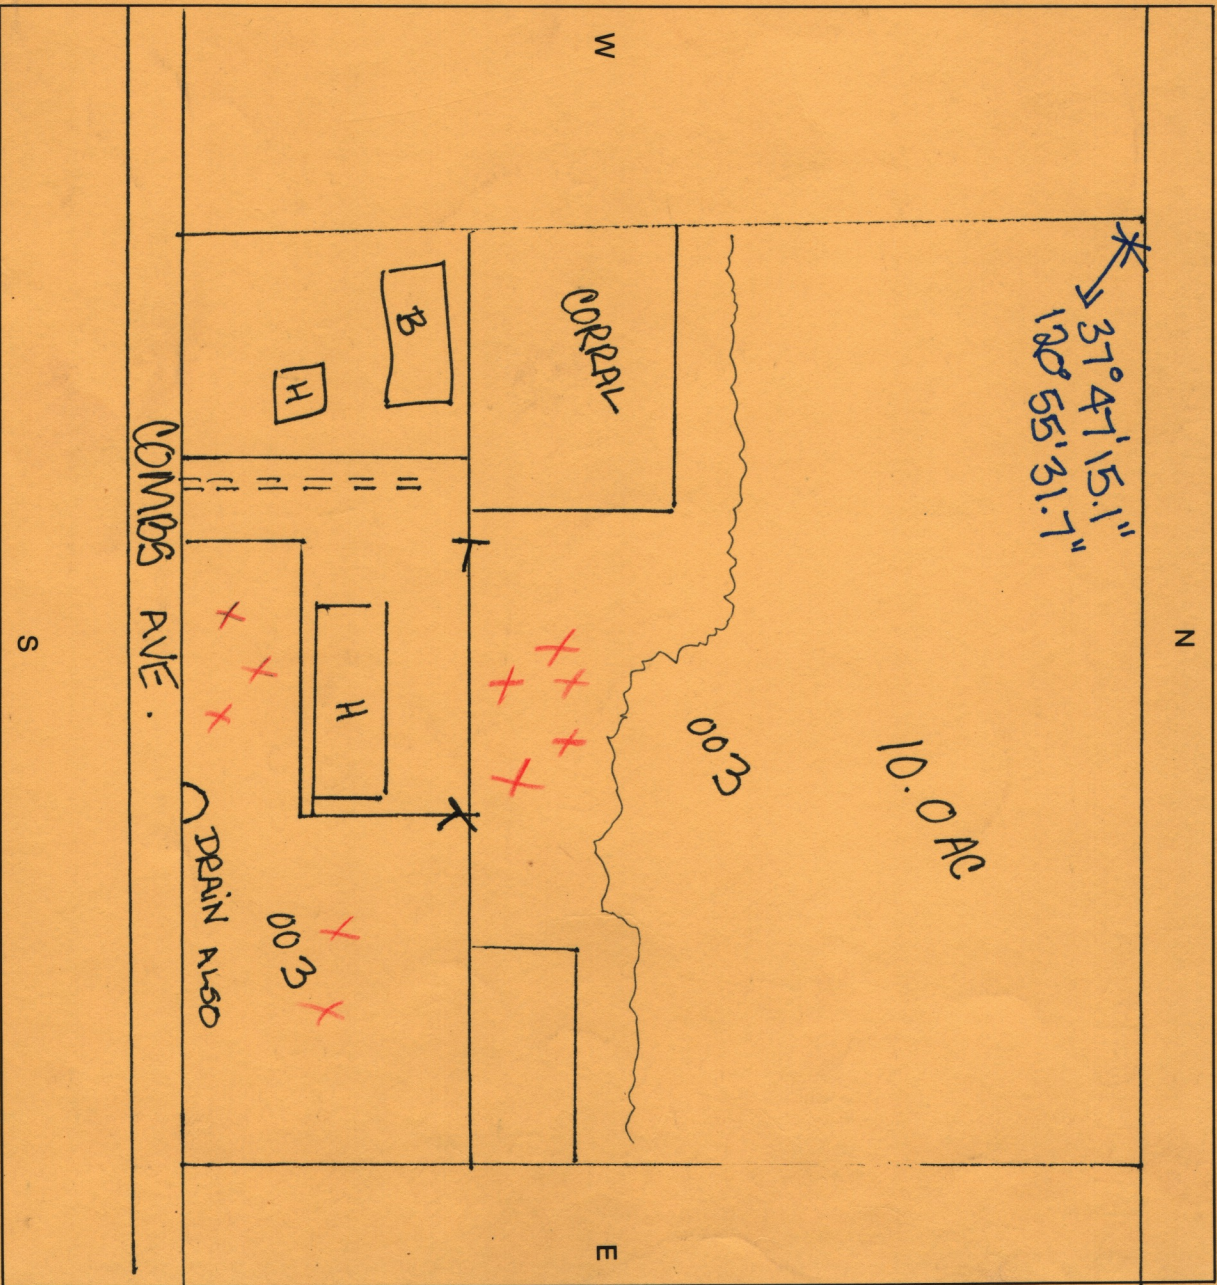 N
W
37° 47' 15.1"
120° 55' 31.7"
10.0 AC
003
CORRAL
B
H
H
003
DRAIN ALSO
COMBS AVE.
E
S